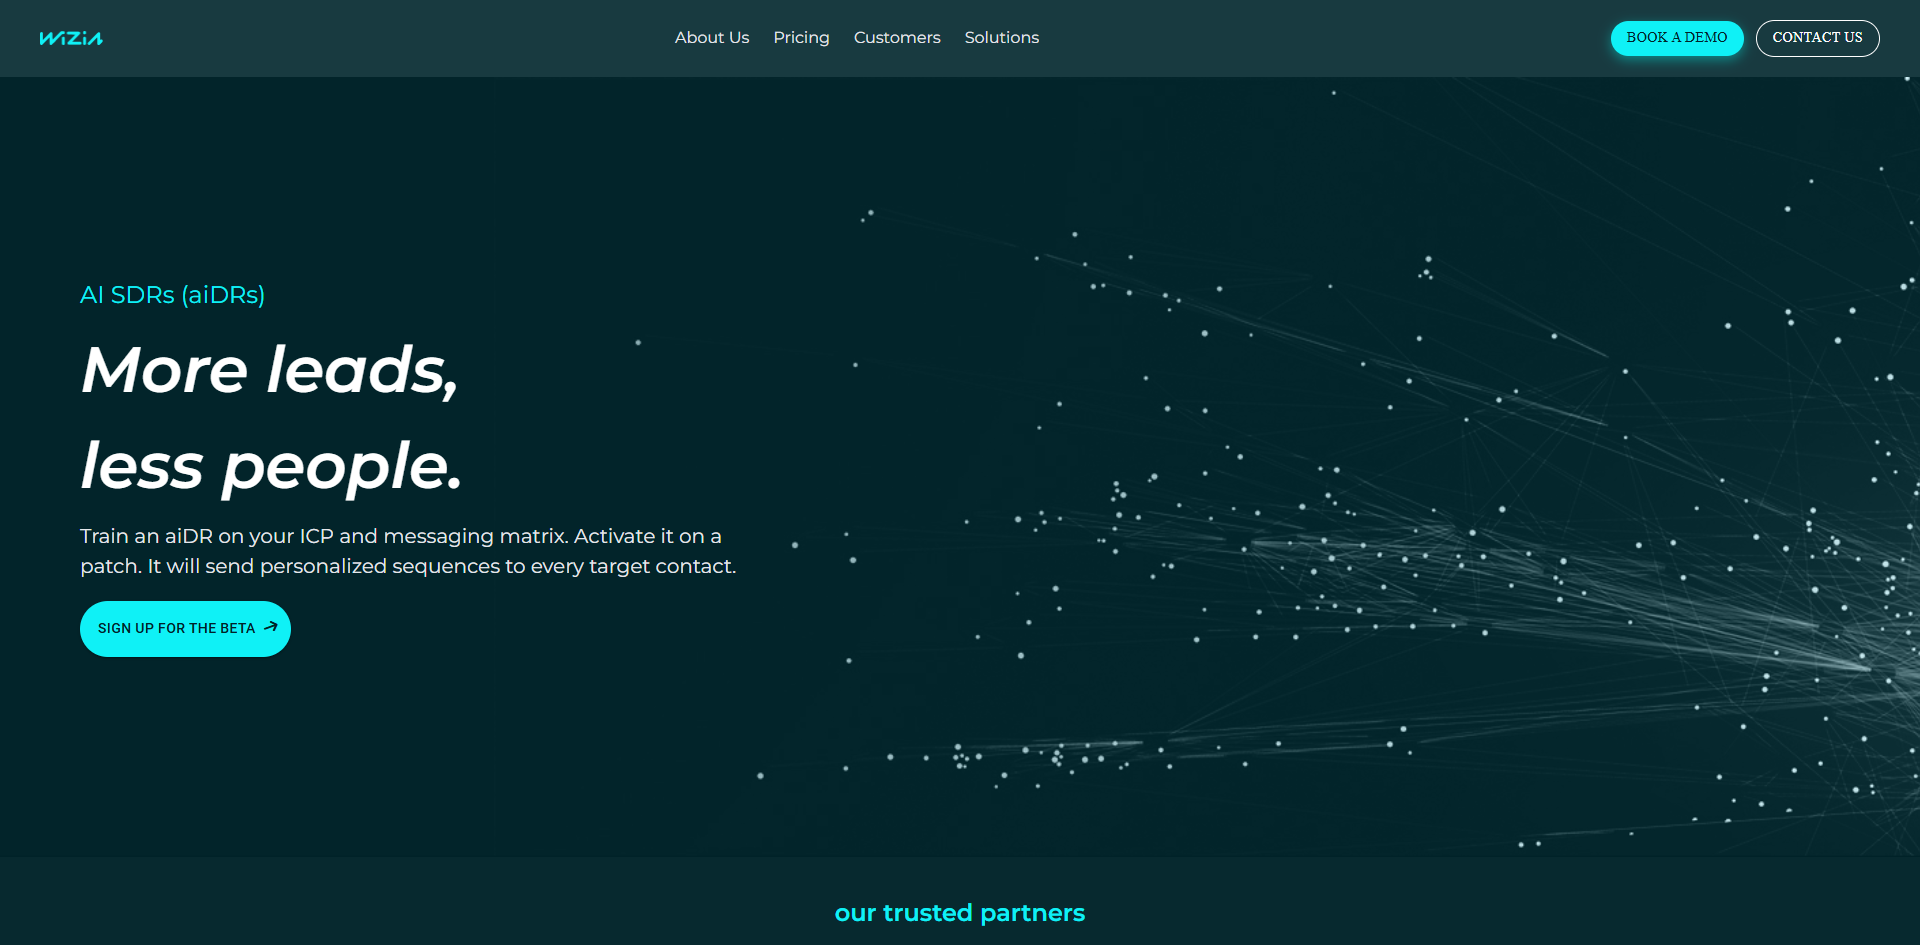 WiZiA
About Us
Pricing
Customers
Solutions
BOOK A DEMO
CONTACT US
AI SDRs (aiDRs)
More leads,
less people.
Train an aiDR on your ICP and messaging matrix. Activate it on a
patch. It will send personalized sequences to every target contact.
SIGN UP FOR THE BETA
our trusted partners